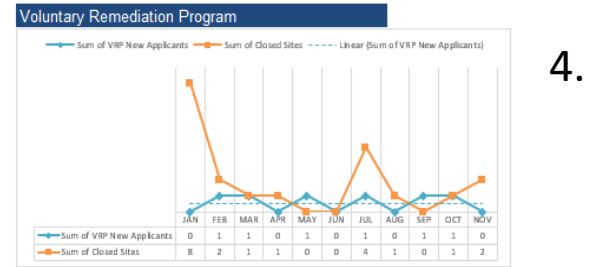 Voluntary Remediation Program
4.
Sum of VRP New Applicants Sum of Closed Sites Linear (Sum of VRP New Applicants)
JAN FEB MAR APR MAY JUN JUL AUG SEP OCT NOV
Sum of VRP New Applicants 0 1 1 0 1 0 1 0 1 1 0
Sum of Closed Sites 8 2 1 1 0 0 4 1 0 1 2